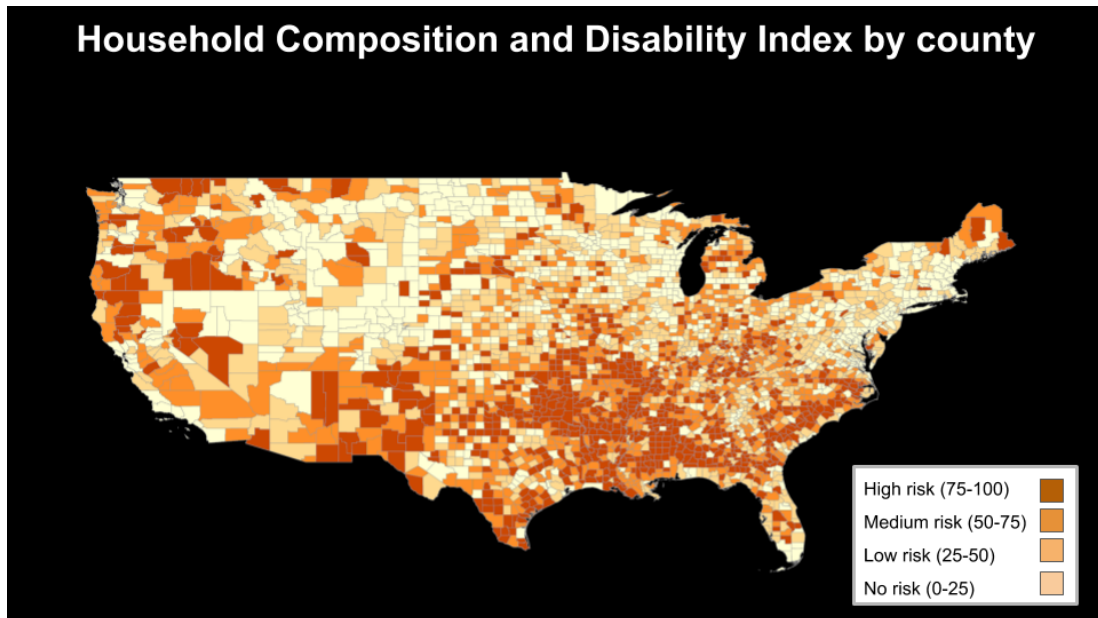 Household Composition and Disability Index by county
High risk (75-100)
Medium risk (50-75)
Low risk (25-50)
No risk (0-25)